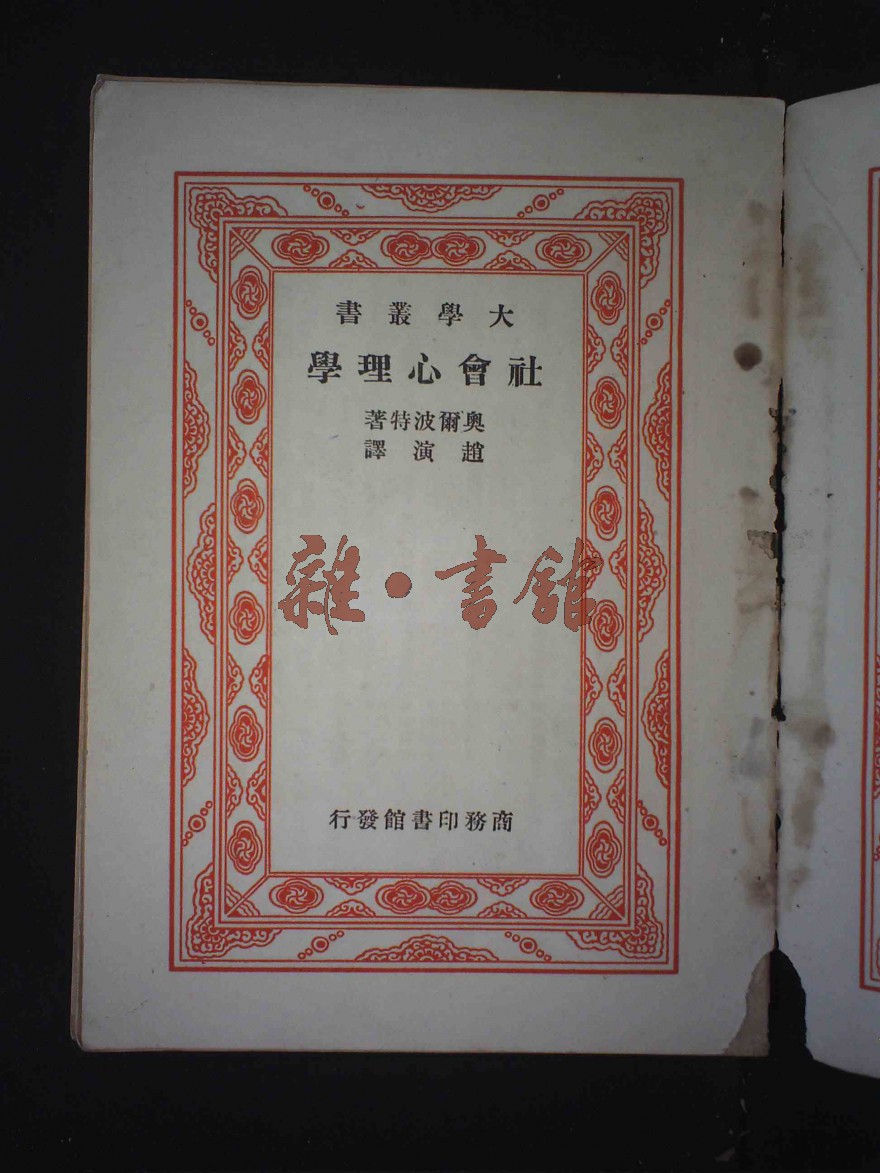 大學叢書
社會心理學
奧爾波特著
趙演譯
雜·書館
商務印書館發行